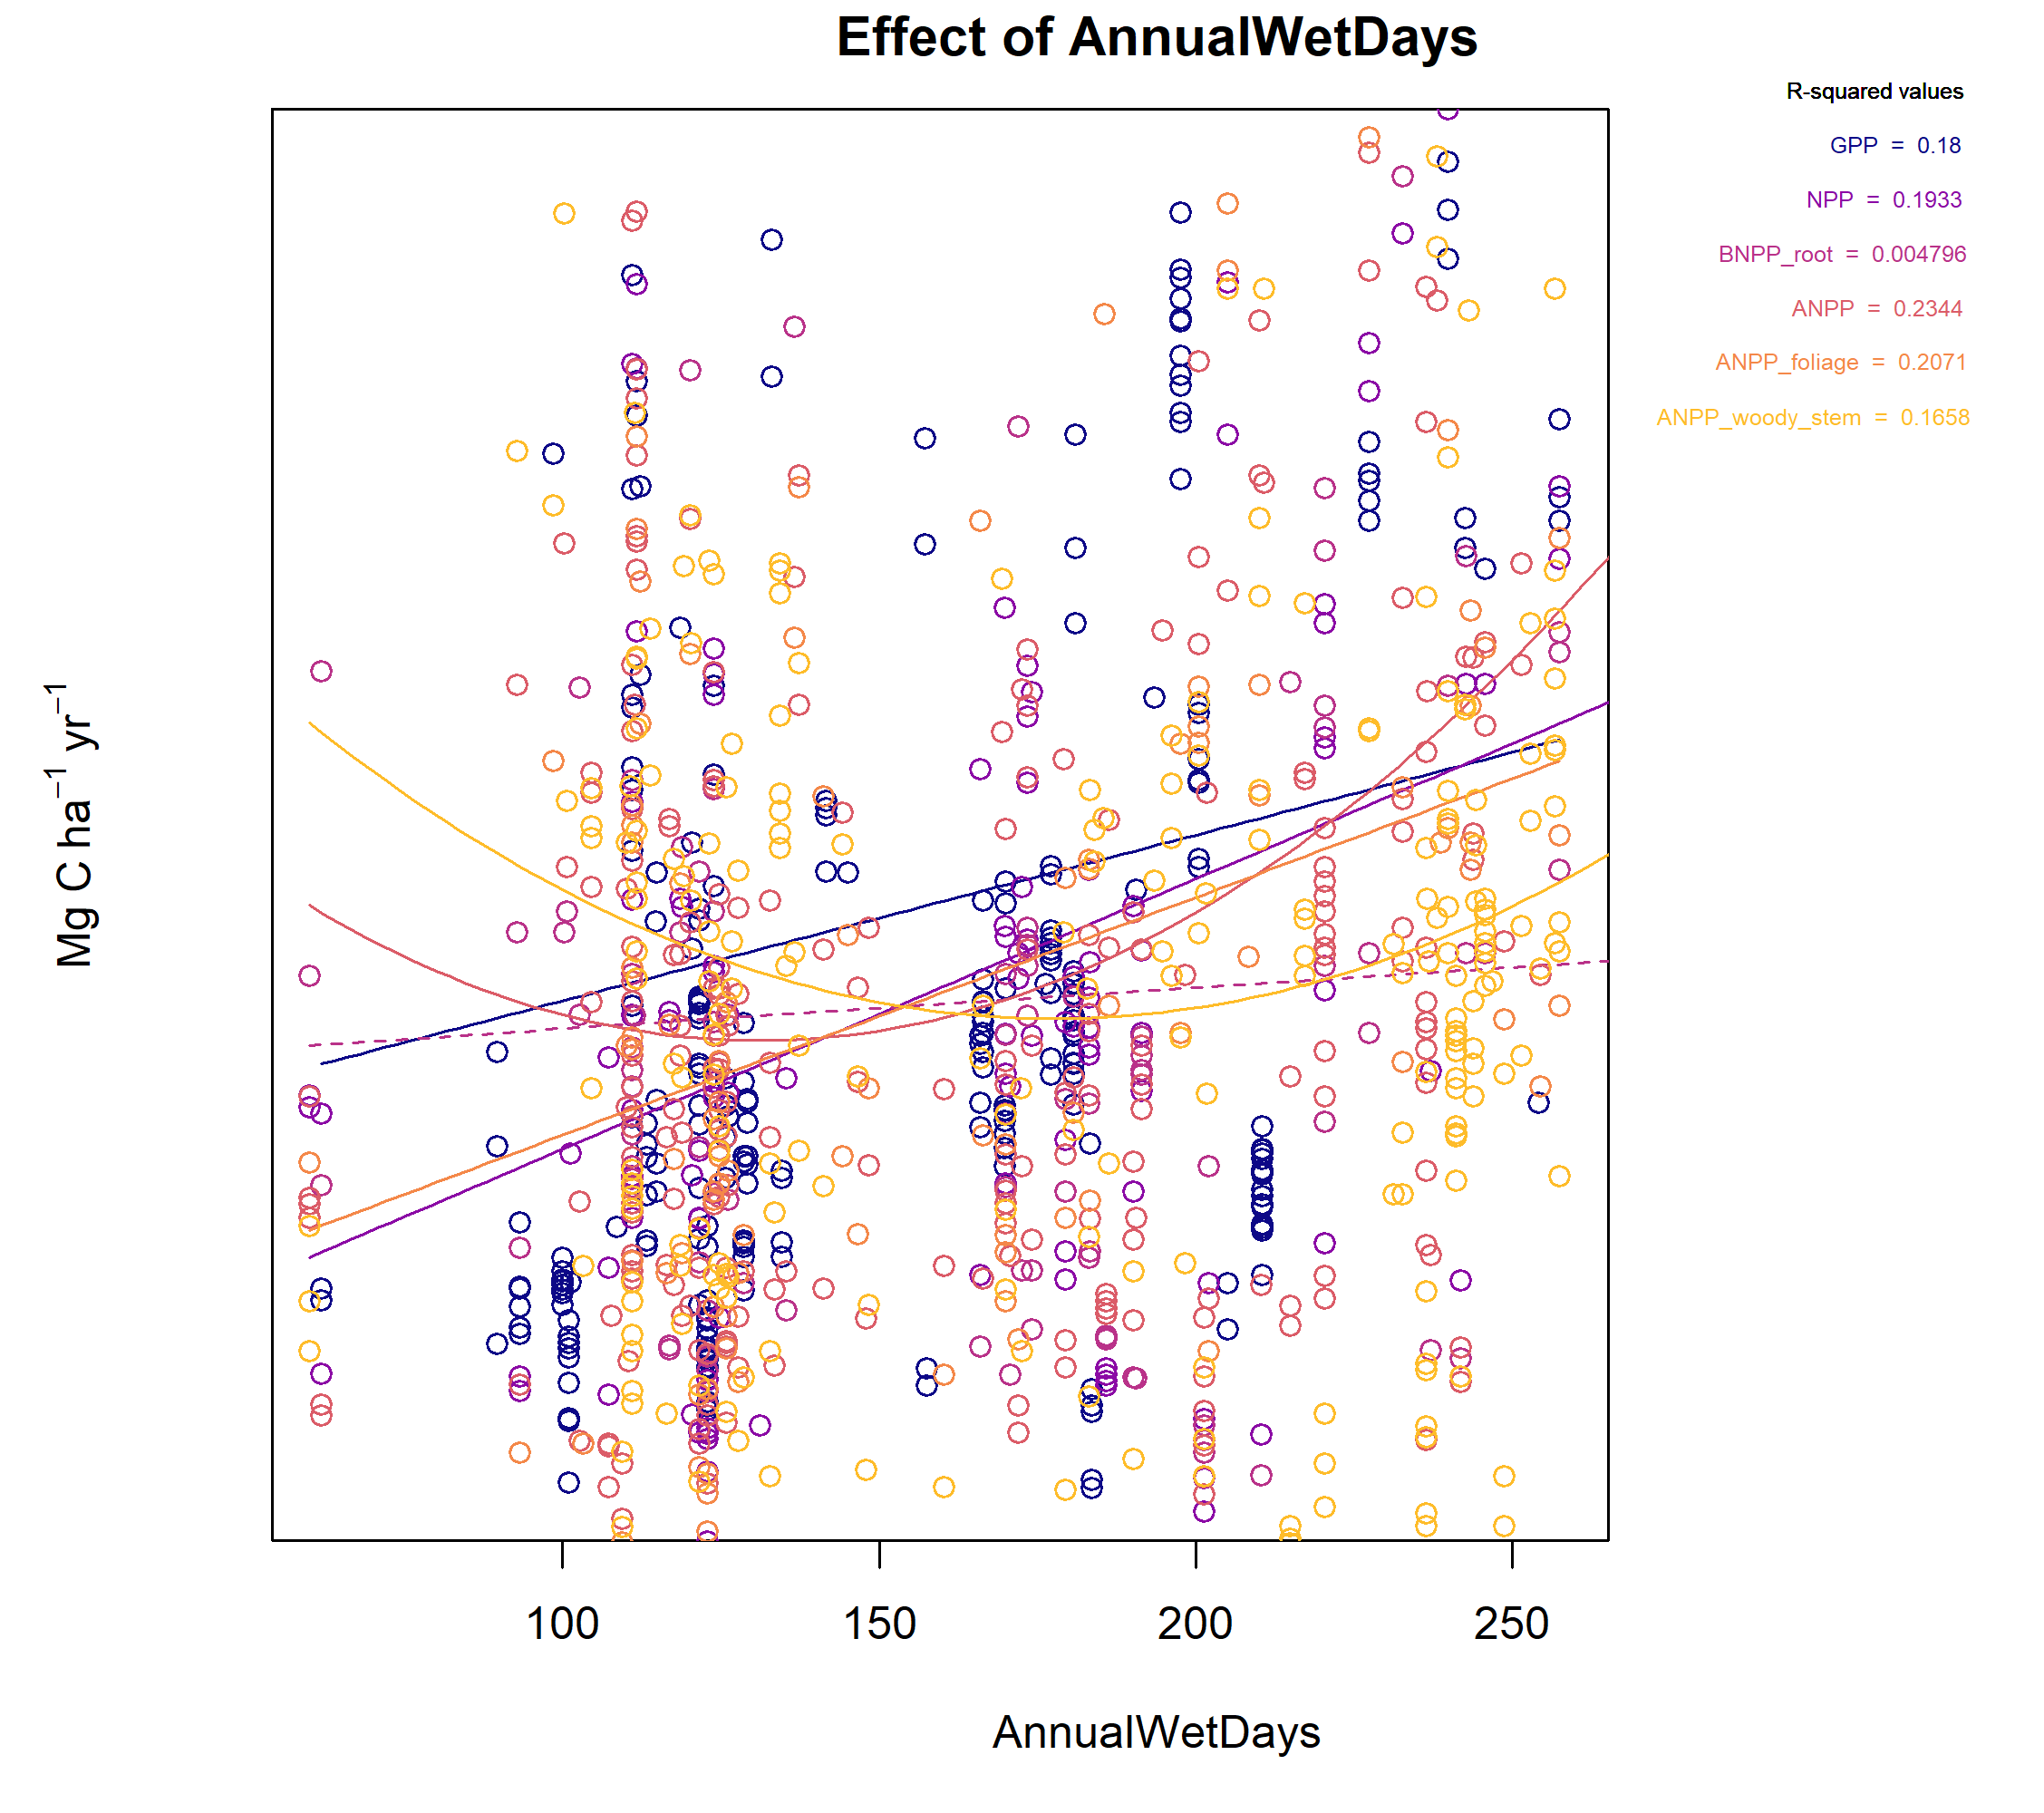 Effect of AnnualWetDays
R-squared values
GPP = 0.18
NPP = 0.1933
BNPP_root = 0.004796
ANPP = 0.2344
ANPP_foliage = 0.2071
ANPP_woody_stem = 0.1658
Mg C ha⁻¹ yr⁻¹
100 150 200 250
AnnualWetDays